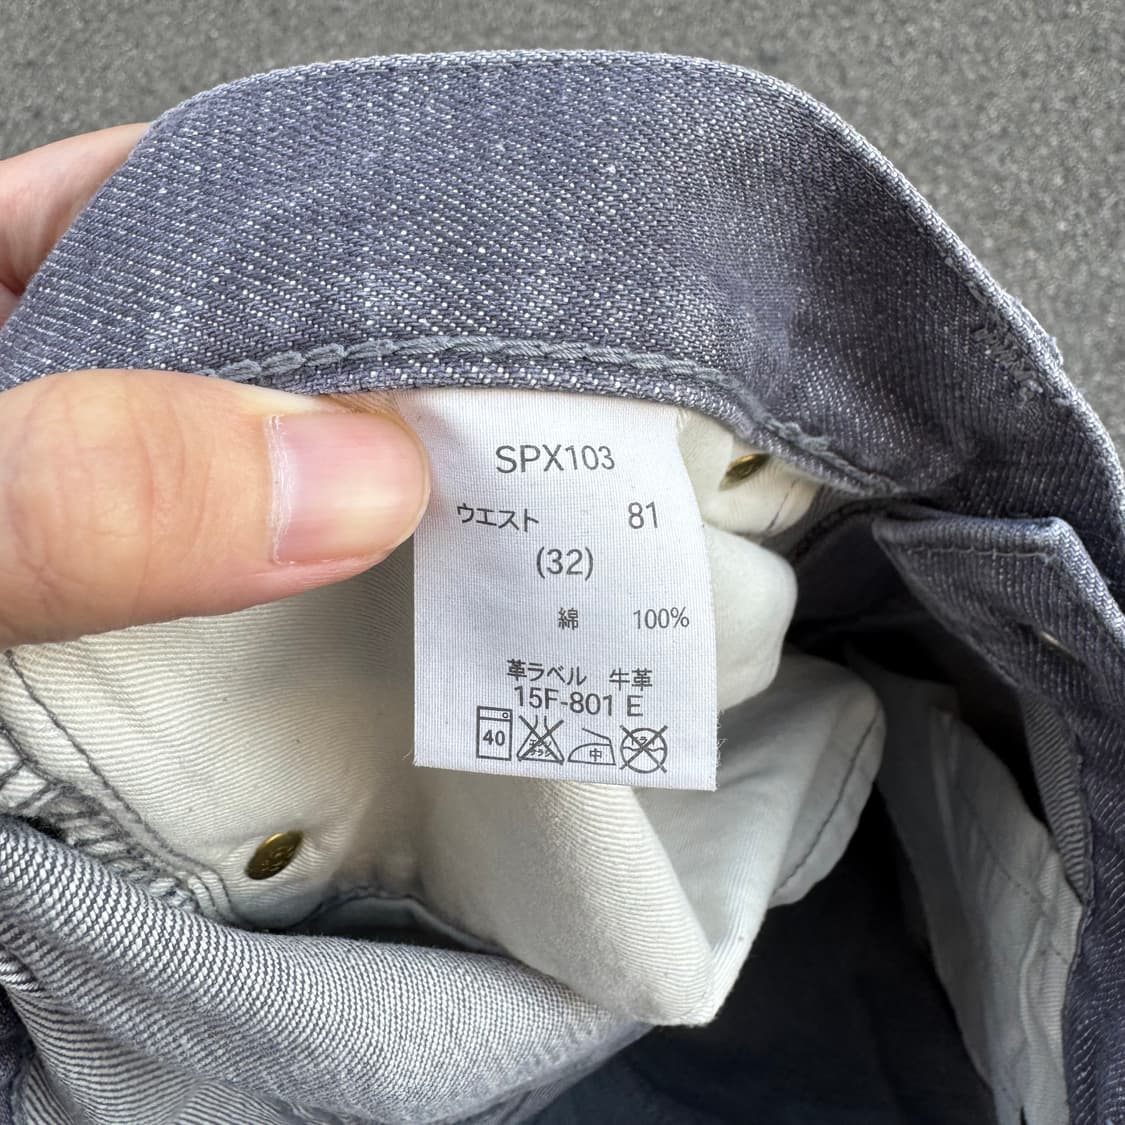 SPX103
ウエスト 81
(32)
綿 100%
革ラベル 牛革
15F-801 E
40 中